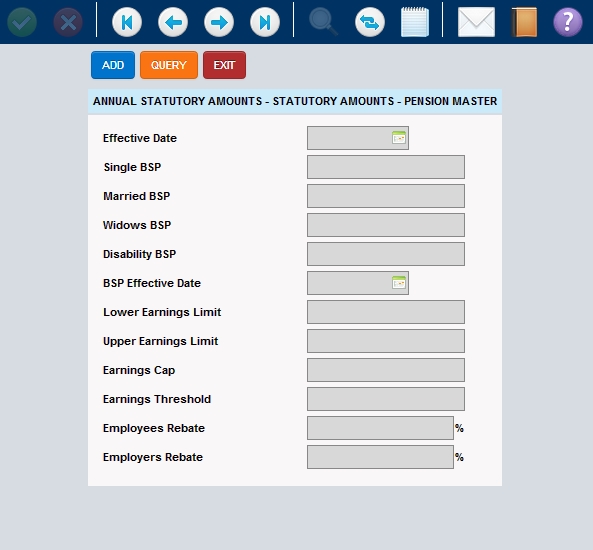 ?
ADD QUERY EXIT
ANNUAL STATUTORY AMOUNTS - STATUTORY AMOUNTS - PENSION MASTER
Effective Date
Single BSP
Married BSP
Widows BSP
Disability BSP
BSP Effective Date
Lower Earnings Limit
Upper Earnings Limit
Earnings Cap
Earnings Threshold
Employees Rebate %
Employers Rebate %